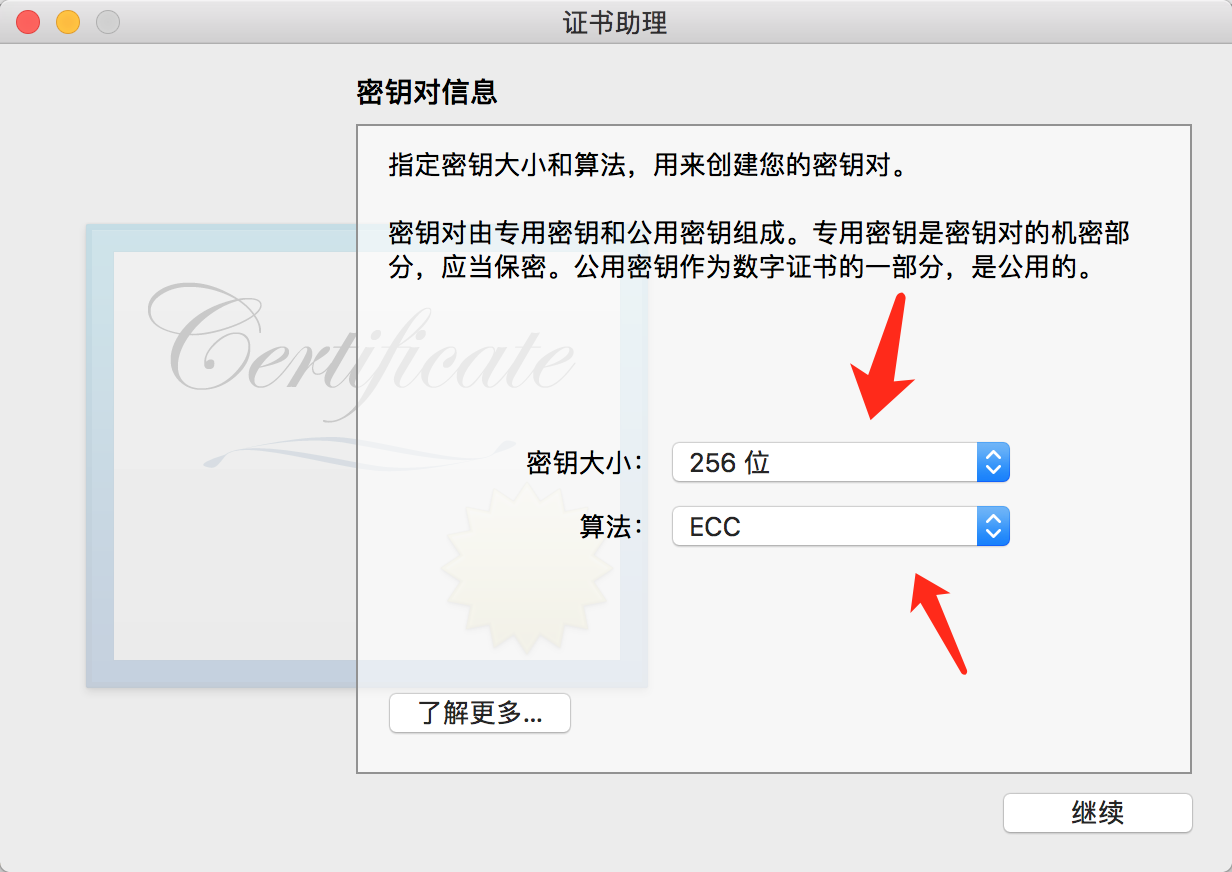 证书助理
密钥对信息
指定密钥大小和算法，用来创建您的密钥对。
密钥对由专用密钥和公用密钥组成。专用密钥是密钥对的机密部
分，应当保密。公用密钥作为数字证书的一部分，是公用的。
Certificate
密钥大小： 256 位
算法： ECC
了解更多...
继续